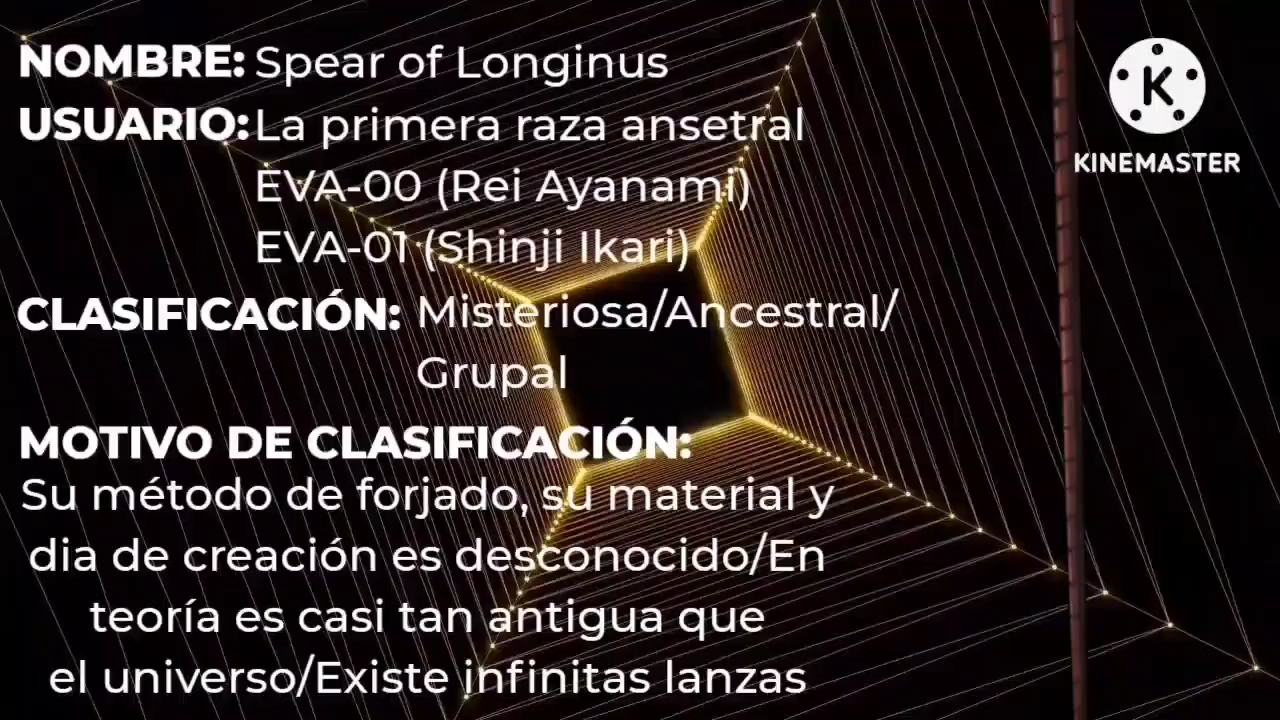 NOMBRE: Spear of Longinus
USUARIO: La primera raza ansetral
EVA-00 (Rei Ayanami)
EVA-01 (Shinji Ikari)
CLASIFICACIÓN: Misteriosa/Ancestral/
Grupal
MOTIVO DE CLASIFICACIÓN:
Su método de forjado, su material y
dia de creación es desconocido/En
teoría es casi tan antigua que
el universo/Existe infinitas lanzas
K
KINEMASTER